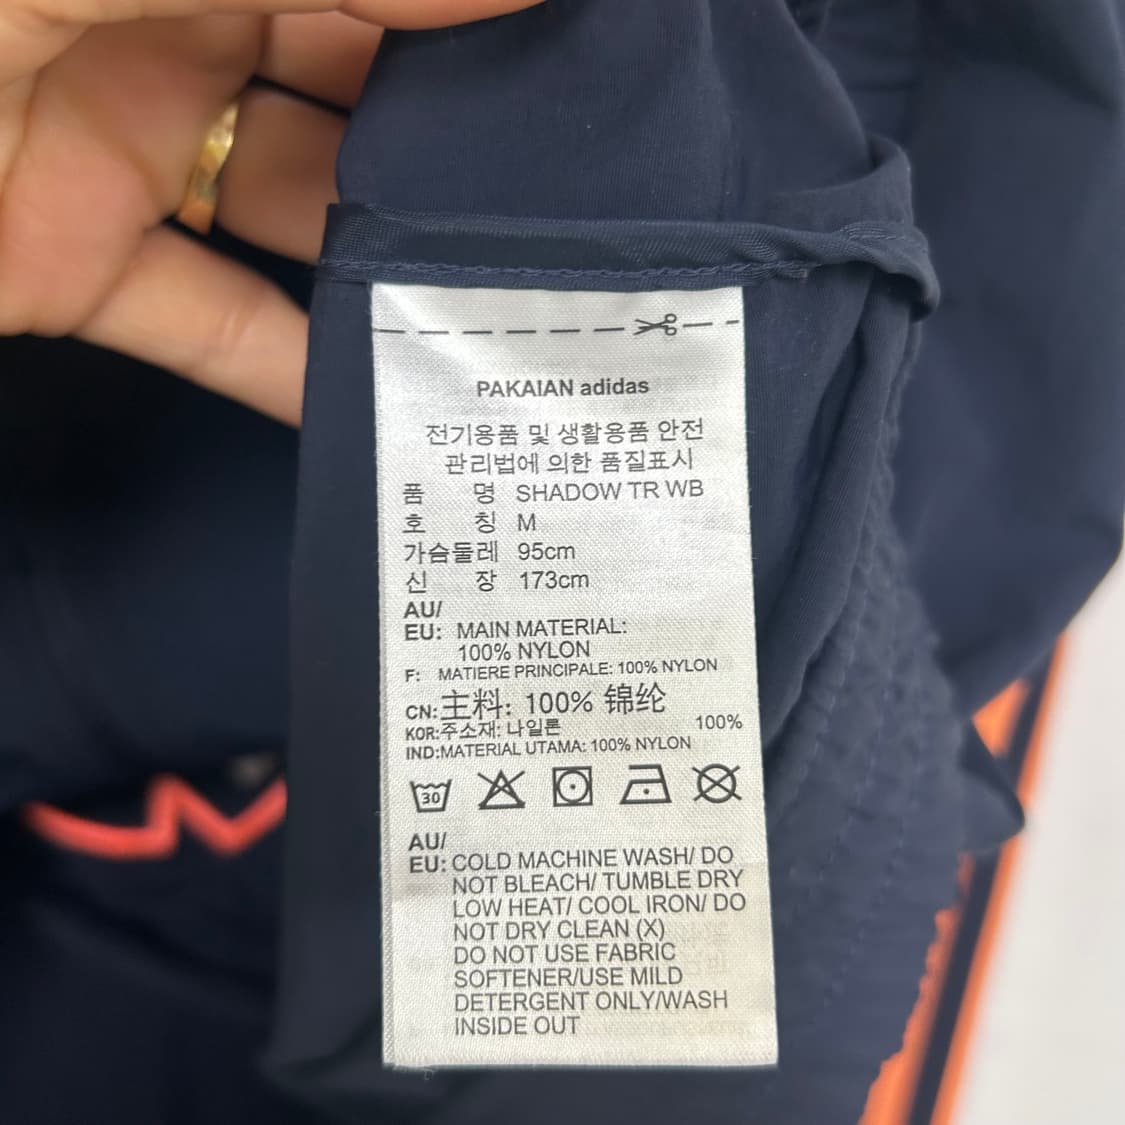 PAKAIAN adidas
전기용품 및 생활용품 안전
관리법에 의한 품질표시
품 명 SHADOW TR WB
호 칭 M
가슴둘레 95cm
신 장 173cm
AU/
EU: MAIN MATERIAL:
100% NYLON
F: MATIERE PRINCIPALE: 100% NYLON
CN: 主料: 100% 锦纶
KOR:주소재: 나일론 100%
IND:MATERIAL UTAMA: 100% NYLON
30
AU/
EU: COLD MACHINE WASH/ DO
NOT BLEACH/ TUMBLE DRY
LOW HEAT/ COOL IRON/ DO
NOT DRY CLEAN (X)
DO NOT USE FABRIC
SOFTENER/USE MILD
DETERGENT ONLY/WASH
INSIDE OUT